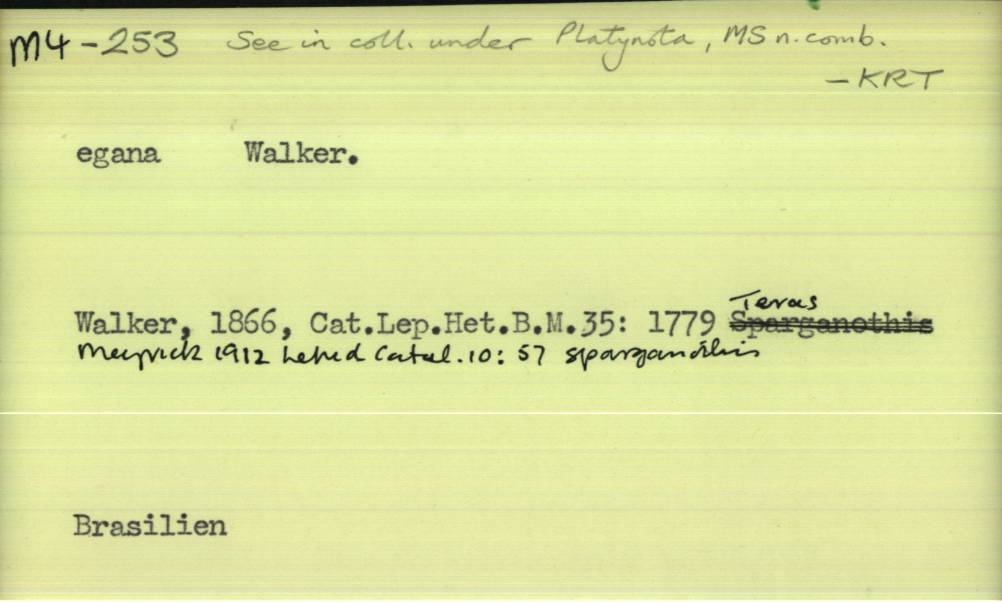 M4-253 See in coll. under Platynota, MS n. comb.
- KRT
egana Walker.
Teras
Walker, 1866, Cat.Lep.Het.B.M.35: 1779 Sparganothis
Meyrick 1912 Catal. 10: 57 sparganothis
Brasilien